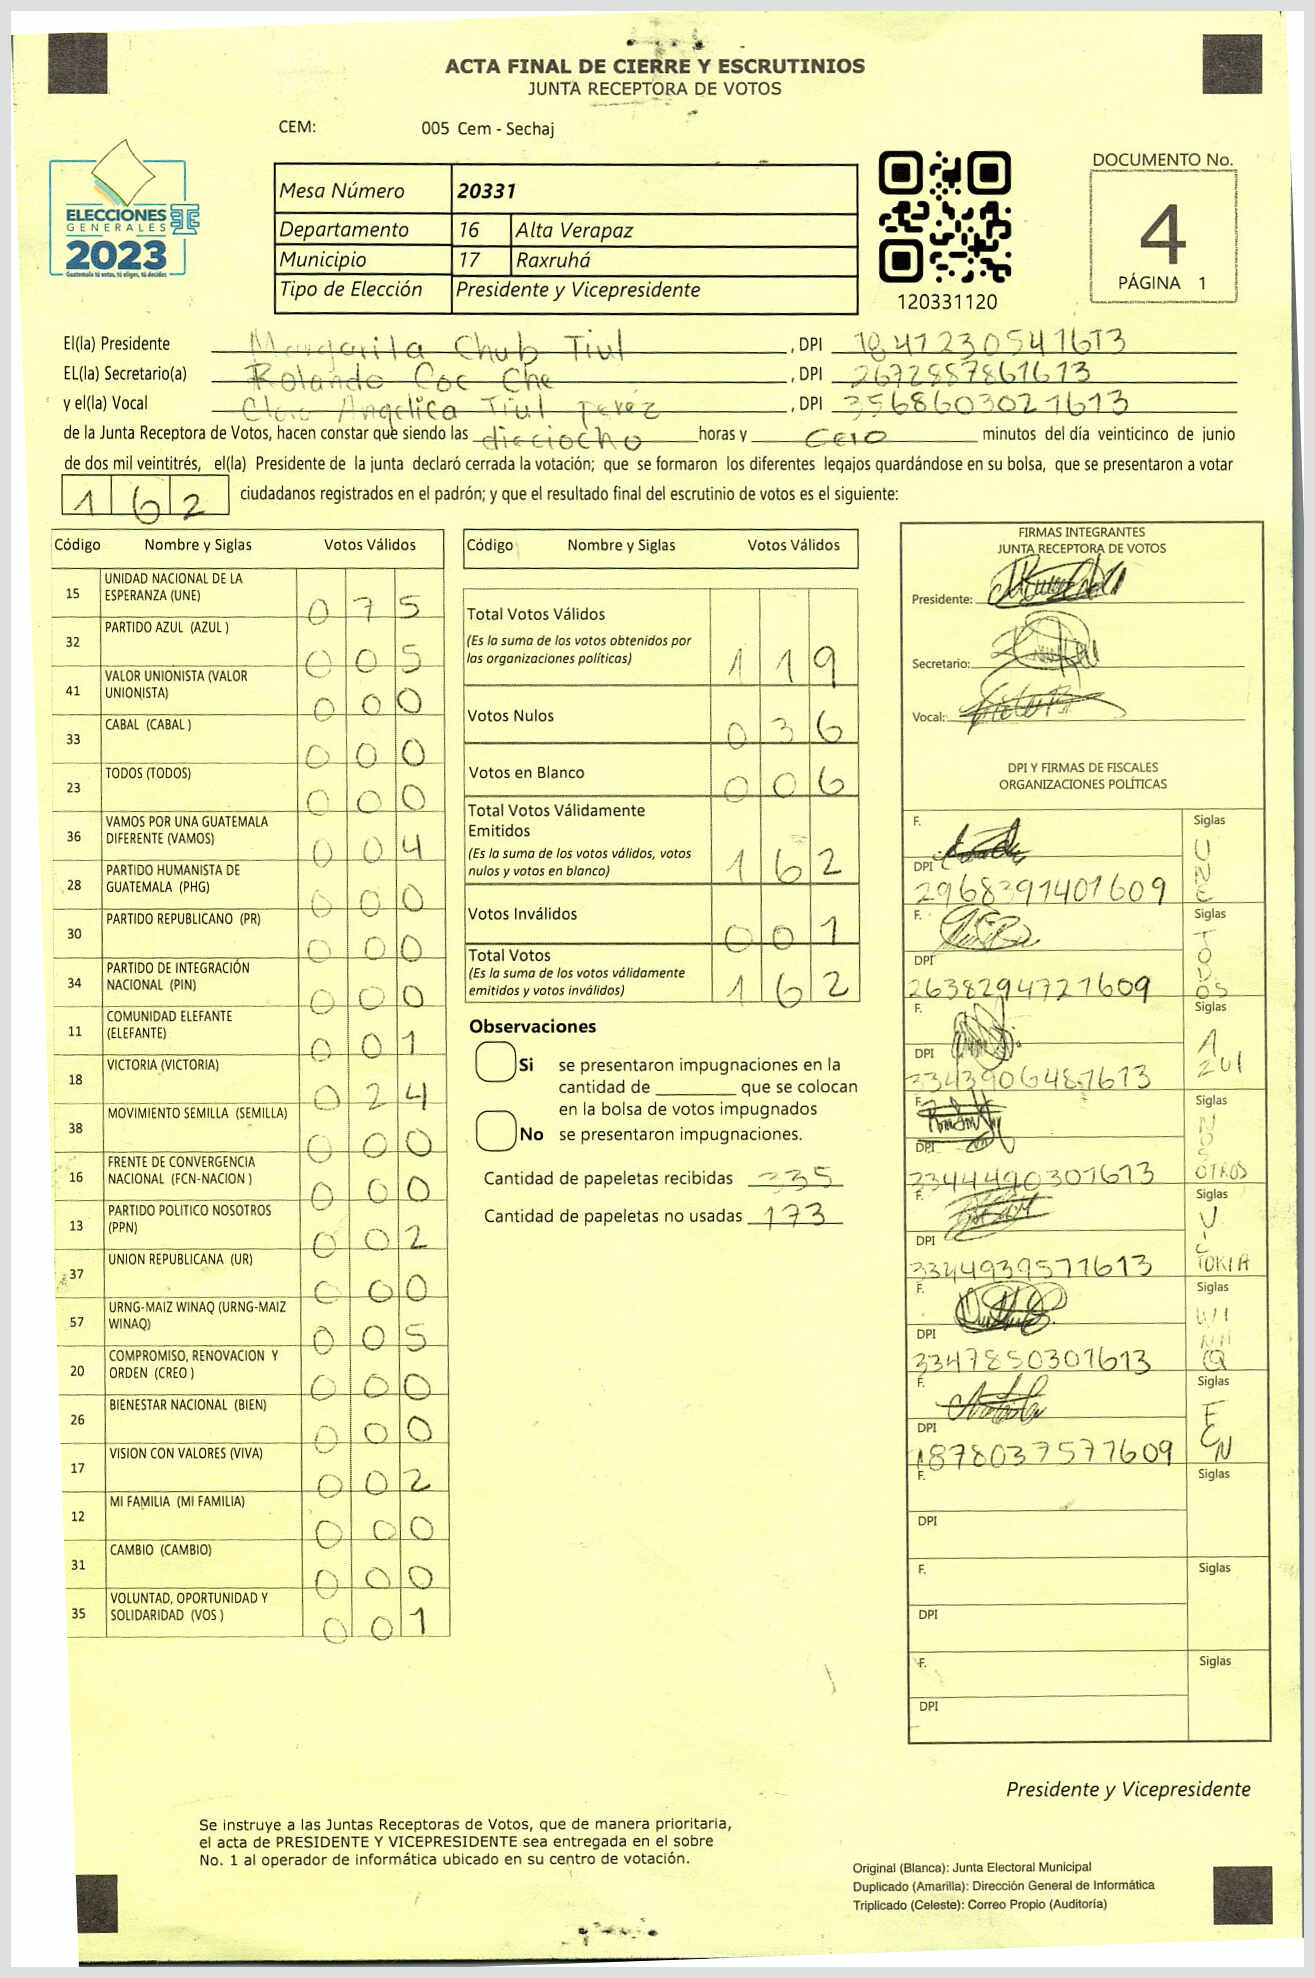 ACTA FINAL DE CIERRE Y ESCRUTINIOS
JUNTA RECEPTORA DE VOTOS
CEM: 005 Cem - Sechaj
ELECCIONES
GENERALES
2023
Guatemala tú votas, tú eliges, tú decides
Mesa Número 20331
Departamento 16 Alta Verapaz
Municipio 17 Raxruhá
Tipo de Elección Presidente y Vicepresidente
120331120
DOCUMENTO No.
4
PÁGINA 1
El(la) Presidente Margarita Chub Tiul , DPI
EL(la) Secretario(a) Rolando Coc Che , DPI 2672887861613
y el(la) Vocal Angelica Tiul perez , DPI 3568603021613
de la Junta Receptora de Votos, hacen constar que siendo las dieciocho horas y cero minutos del día veinticinco de junio
de dos mil veintitrés, el(la) Presidente de la junta declaró cerrada la votación; que se formaron los diferentes legajos guardándose en su bolsa, que se presentaron a votar
162 ciudadanos registrados en el padrón; y que el resultado final del escrutinio de votos es el siguiente:
Código Nombre y Siglas Votos Válidos
15 UNIDAD NACIONAL DE LA ESPERANZA (UNE) 075
32 PARTIDO AZUL (AZUL ) 005
41 VALOR UNIONISTA (VALOR UNIONISTA) 000
33 CABAL (CABAL ) 000
23 TODOS (TODOS) 000
36 VAMOS POR UNA GUATEMALA DIFERENTE (VAMOS) 004
28 PARTIDO HUMANISTA DE GUATEMALA (PHG) 000
30 PARTIDO REPUBLICANO (PR) 000
34 PARTIDO DE INTEGRACIÓN NACIONAL (PIN) 000
11 COMUNIDAD ELEFANTE (ELEFANTE) 001
18 VICTORIA (VICTORIA) 024
38 MOVIMIENTO SEMILLA (SEMILLA) 000
16 FRENTE DE CONVERGENCIA NACIONAL (FCN-NACION ) 000
13 PARTIDO POLITICO NOSOTROS (PPN) 002
37 UNION REPUBLICANA (UR) 000
57 URNG-MAIZ WINAQ (URNG-MAIZ WINAQ) 005
20 COMPROMISO, RENOVACION Y ORDEN (CREO ) 000
26 BIENESTAR NACIONAL (BIEN) 000
17 VISION CON VALORES (VIVA) 002
12 MI FAMILIA (MI FAMILIA) 000
31 CAMBIO (CAMBIO) 000
35 VOLUNTAD, OPORTUNIDAD Y SOLIDARIDAD (VOS ) 001
Código Nombre y Siglas Votos Válidos
Total Votos Válidos
(Es la suma de los votos obtenidos por
las organizaciones políticas) 119
Votos Nulos 036
Votos en Blanco 006
Total Votos Válidamente
Emitidos
(Es la suma de los votos válidos, votos
nulos y votos en blanco) 162
Votos Inválidos 001
Total Votos
(Es la suma de los votos válidamente
emitidos y votos inválidos) 162
Observaciones
Si se presentaron impugnaciones en la
cantidad de ________ que se colocan
en la bolsa de votos impugnados
No se presentaron impugnaciones.
Cantidad de papeletas recibidas 335
Cantidad de papeletas no usadas 173
FIRMAS INTEGRANTES
JUNTA RECEPTORA DE VOTOS
Presidente:
Secretario:
Vocal:
DPI Y FIRMAS DE FISCALES
ORGANIZACIONES POLÍTICAS
F. Siglas UNE
DPI
2968391401609
F. Siglas TODOS
DPI
2638294721609
F. Siglas AZUL
DPI
3343906481613
F. Siglas NOSOTROS
DPI
3344490301613
F. Siglas VICTORIA
DPI
3344939571613
F. Siglas WINAQ
DPI
3347850301613
F. Siglas FCN
DPI
1878037571609
F. Siglas
DPI
F. Siglas
DPI
F. Siglas
DPI
Presidente y Vicepresidente
Se instruye a las Juntas Receptoras de Votos, que de manera prioritaria,
el acta de PRESIDENTE Y VICEPRESIDENTE sea entregada en el sobre
No. 1 al operador de informática ubicado en su centro de votación.
Original (Blanca): Junta Electoral Municipal
Duplicado (Amarilla): Dirección General de Informática
Triplicado (Celeste): Correo Propio (Auditoría)